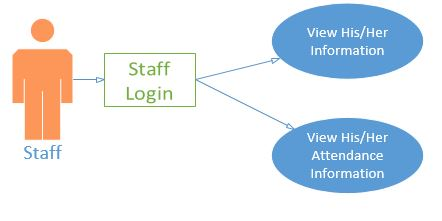 View His/Her
Information
Staff
Login
Staff
View His/Her
Attendance
Information